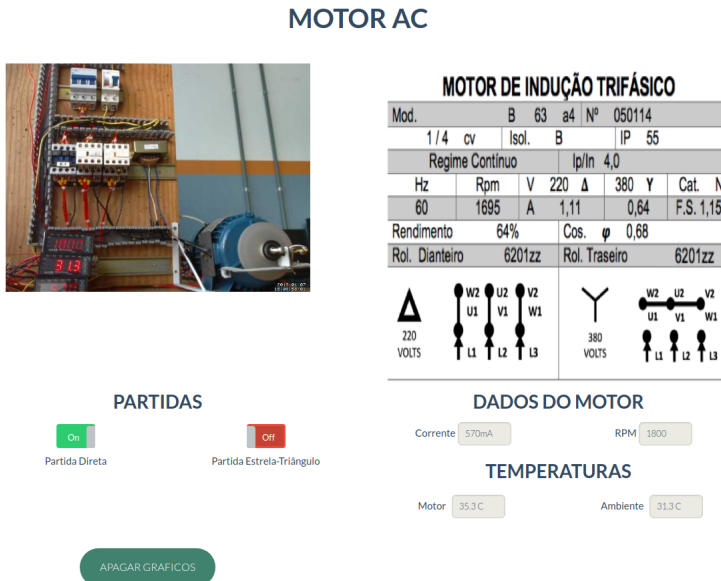 MOTOR AC
MOTOR DE INDUÇÃO TRIFÁSICO
Mod. B 63 a4 Nº 050114
1/4 cv Isol. B IP 55
Regime Contínuo Ip/In 4,0
Hz Rpm V 220 Δ 380 Y Cat. N
60 1695 A 1,11 0,64 F.S. 1,15
Rendimento 64% Cos. φ 0,68
Rol. Dianteiro 6201zz Rol. Traseiro 6201zz
W2 U2 V2
U1 V1 W1
220
VOLTS
L1 L2 L3
W2 U2 V2
U1 V1 W1
380
VOLTS
L1 L2 L3
1800
31.3
PARTIDAS
On
Off
Partida Direta
Partida Estrela-Triângulo
DADOS DO MOTOR
Corrente 570mA
RPM 1800
TEMPERATURAS
Motor 35.3 C
Ambiente 31.3 C
APAGAR GRAFICOS